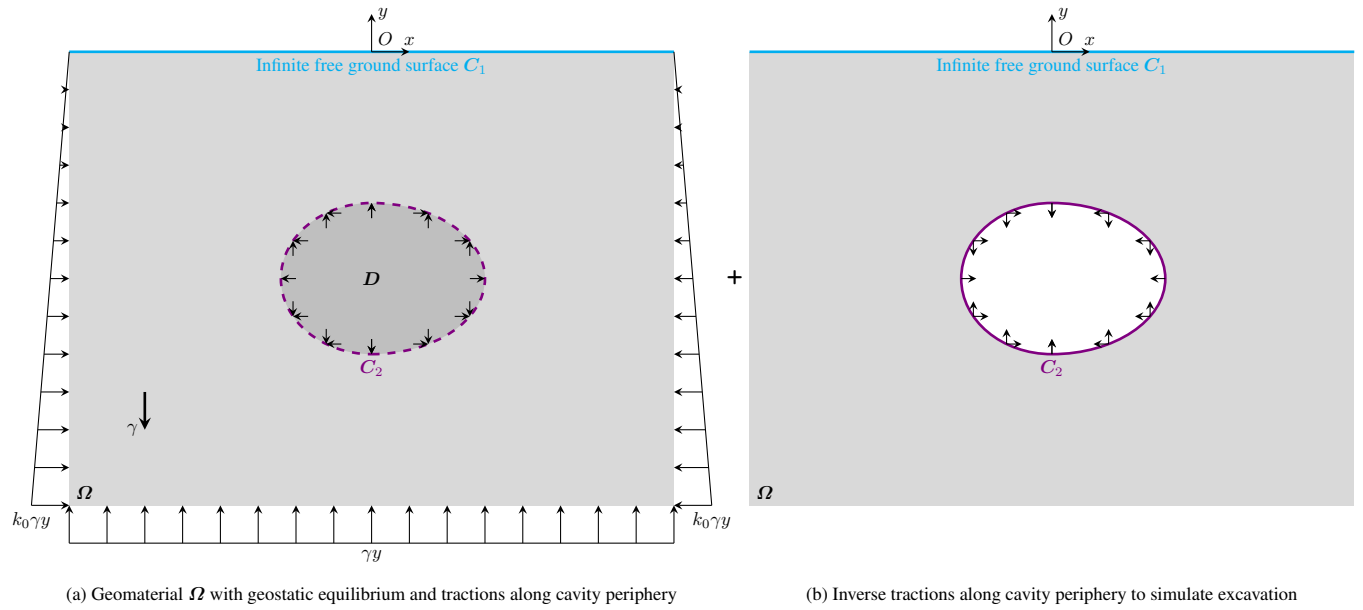 y
O x
Infinite free ground surface C₁
D
C₂
γ
Ω
k₀γy
γy
k₀γy
(a) Geomaterial Ω with geostatic equilibrium and tractions along cavity periphery
+
y
O x
Infinite free ground surface C₁
C₂
Ω
(b) Inverse tractions along cavity periphery to simulate excavation